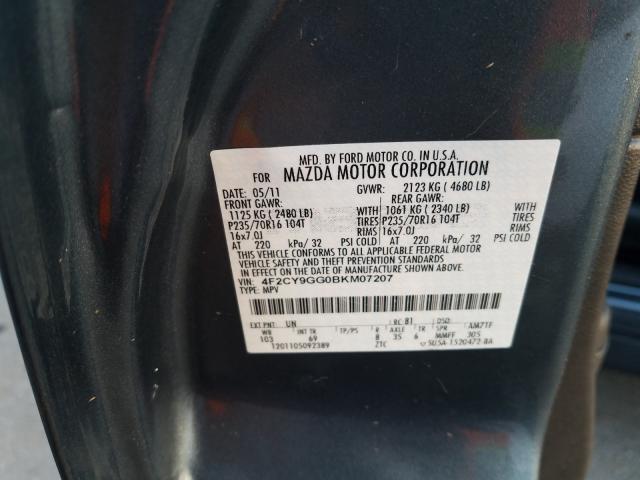 MFD. BY FORD MOTOR CO. IN U.S.A.
FOR MAZDA MOTOR CORPORATION
DATE: 05/11 GVWR: 2123 KG ( 4680 LB)
FRONT GAWR: REAR GAWR:
1125 KG ( 2480 LB) WITH 1061 KG ( 2340 LB) WITH
P235/70R16 104T TIRES P235/70R16 104T TIRES
16x7.0J RIMS 16x7.0J RIMS
AT 220 kPa/ 32 PSI COLD AT 220 kPa/ 32 PSI COLD
THIS VEHICLE CONFORMS TO ALL APPLICABLE FEDERAL MOTOR
VEHICLE SAFETY AND THEFT PREVENTION STANDARDS
IN EFFECT ON THE DATE OF MANUFACTURE SHOWN ABOVE.
VIN: 4F2CY9GG0BKM07207
TYPE: MPV
EXT PNT: UN RC: 81 DSO:
WB INT TR TP/PS R AXLE TR SPR AM7TF
103 69 8 35 6 MMFF 305
1201105092389 ZTC 5U5A-1520472-BA